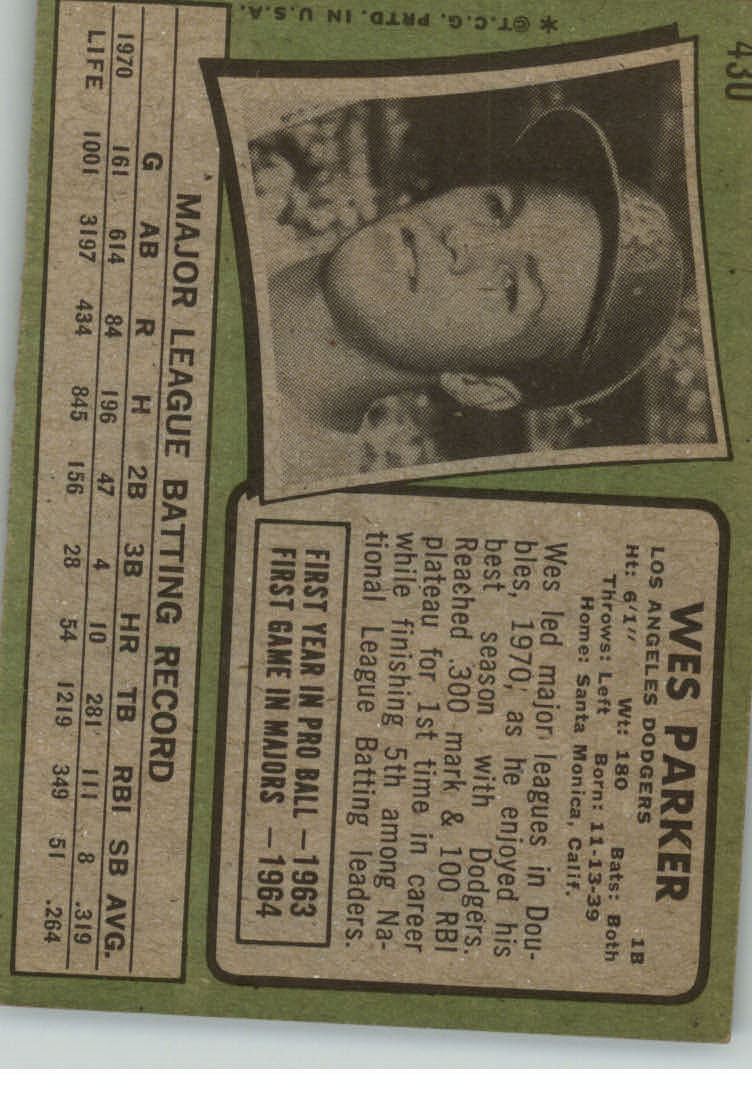 430
WES PARKER
LOS ANGELES DODGERS 1B
Ht: 6'1" Wt: 180 Bats: Both
Throws: Left Born: 11-13-39
Home: Santa Monica, Calif.
Wes led major leagues in Dou-
bles, 1970, as he enjoyed his
best season with Dodgers.
Reached .300 mark & 100 RBI
plateau for 1st time in career
while finishing 5th among Na-
tional League Batting leaders.
FIRST YEAR IN PRO BALL — 1963
FIRST GAME IN MAJORS — 1964
MAJOR LEAGUE BATTING RECORD
G AB R H 2B 3B HR TB RBI SB AVG.
1970 161 614 84 196 47 4 10 281 111 8 .319
LIFE 1001 3197 434 845 156 28 54 1219 349 51 .264
* © T.C.G. PRTD. IN U.S.A.